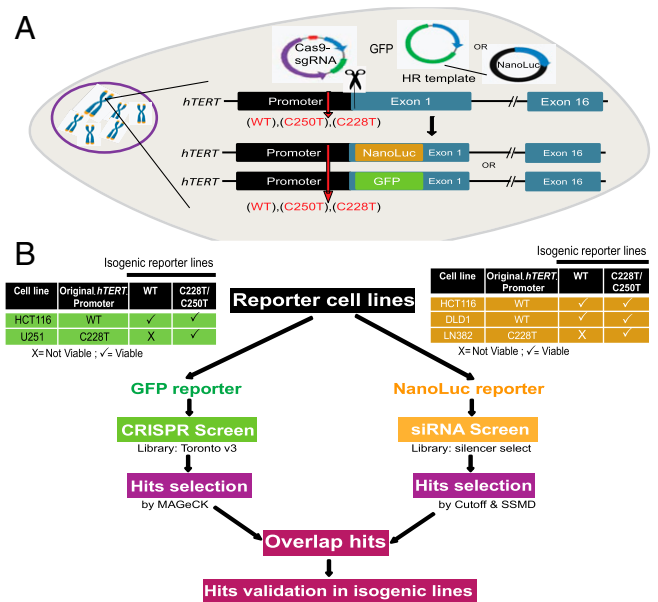 A
Cas9-
sgRNA
GFP
OR
NanoLuc
HR template
hTERT Promoter Exon 1 Exon 16
(WT),(C250T),(C228T)
hTERT Promoter NanoLuc Exon 1 Exon 16
OR
hTERT Promoter GFP Exon 1 Exon 16
(WT),(C250T),(C228T)
B
Isogenic reporter lines
Cell line Original hTERT Promoter WT C228T/ C250T
HCT116 WT ✓ ✓
U251 C228T X ✓
X= Not Viable ; ✓= Viable
Isogenic reporter lines
Cell line Original hTERT Promoter WT C228T/ C250T
HCT116 WT ✓ ✓
DLD1 WT ✓ ✓
LN382 C228T X ✓
X= Not Viable ; ✓= Viable
Reporter cell lines
GFP reporter
CRISPR Screen
Library: Toronto v3
Hits selection
by MAGeCK
NanoLuc reporter
siRNA Screen
Library: silencer select
Hits selection
by Cutoff & SSMD
Overlap hits
Hits validation in isogenic lines